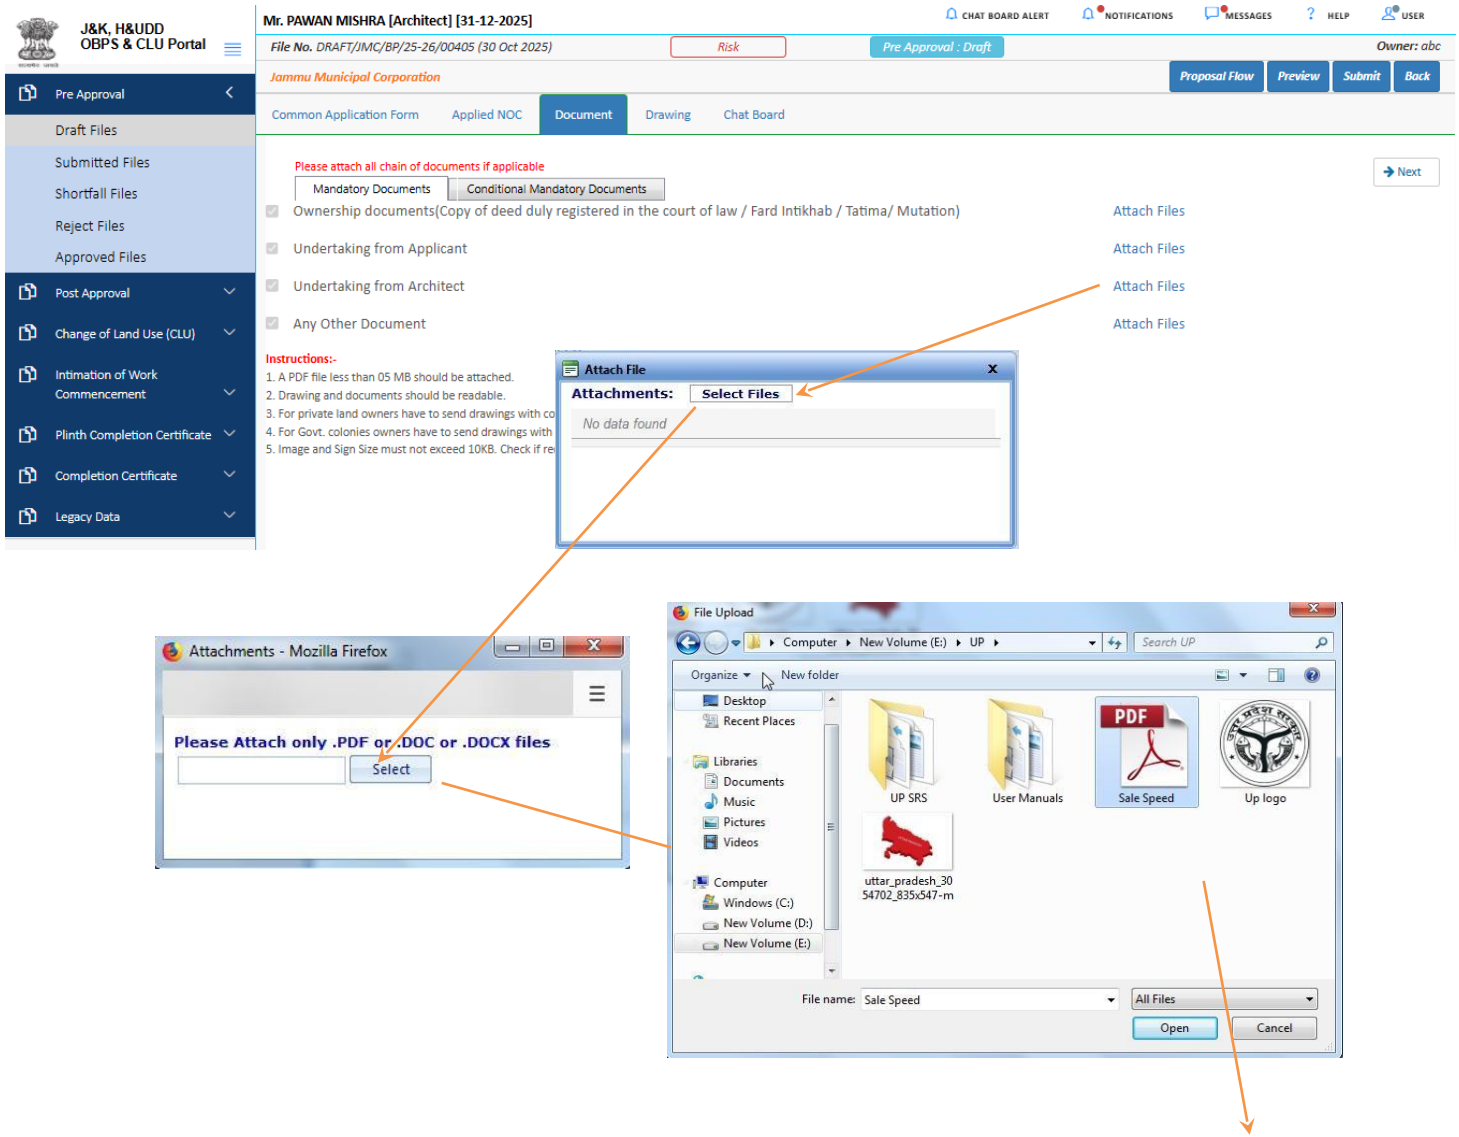 J&K, H&UDD
OBPS & CLU Portal
Mr. PAWAN MISHRA [Architect] [31-12-2025]
CHAT BOARD ALERT
NOTIFICATIONS
MESSAGES
? HELP
USER
File No. DRAFT/JMC/BP/25-26/00405 (30 Oct 2025)
Risk
Pre Approval : Draft
Owner: abc
Jammu Municipal Corporation
Proposal Flow
Preview
Submit
Back
Common Application Form
Applied NOC
Document
Drawing
Chat Board
Pre Approval
Draft Files
Submitted Files
Shortfall Files
Reject Files
Approved Files
Post Approval
Change of Land Use (CLU)
Intimation of Work
Commencement
Plinth Completion Certificate
Completion Certificate
Legacy Data
Please attach all chain of documents if applicable
Next
Mandatory Documents
Conditional Mandatory Documents
Ownership documents(Copy of deed duly registered in the court of law / Fard Intikhab / Tatima/ Mutation)
Attach Files
Undertaking from Applicant
Attach Files
Undertaking from Architect
Attach Files
Any Other Document
Attach Files
Instructions:-
1. A PDF file less than 05 MB should be attached.
2. Drawing and documents should be readable.
3. For private land owners have to send drawings with co
4. For Govt. colonies owners have to send drawings with
5. Image and Sign Size must not exceed 10KB. Check if re
Attach File
x
Attachments:
Select Files
No data found
Attachments - Mozilla Firefox
Please Attach only .PDF or .DOC or .DOCX files
Select
File Upload
Computer
New Volume (E:)
UP
Search UP
Organize
New folder
Desktop
Recent Places
Libraries
Documents
Music
Pictures
Videos
Computer
Windows (C:)
New Volume (D:)
New Volume (E:)
UP SRS
User Manuals
PDF
Sale Speed
Up logo
uttar_pradesh_30
54702_835x547-m
File name:
Sale Speed
All Files
Open
Cancel